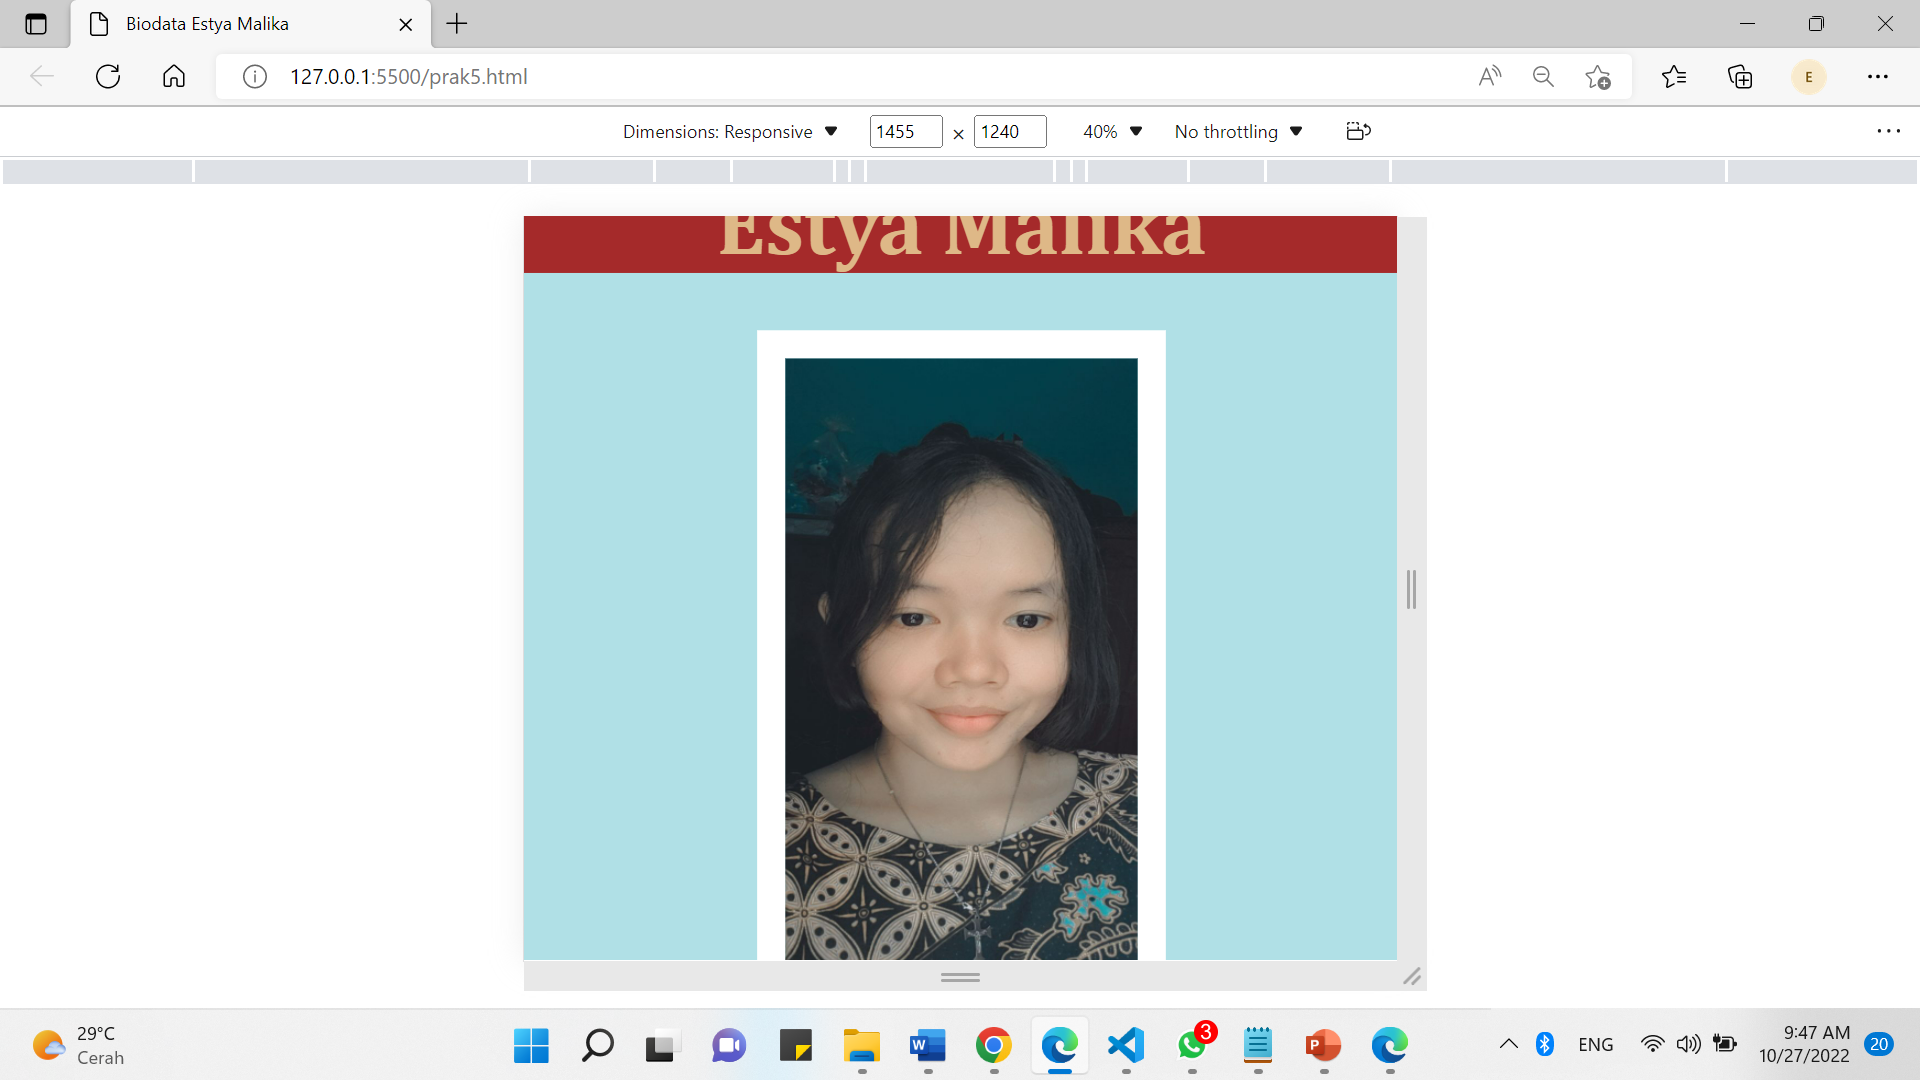 Biodata Estya Malika
127.0.0.1:5500/prak5.html
E
Dimensions: Responsive 1455 × 1240 40% No throttling
Estya Malika
29°C
Cerah
W
P
3
ENG
9:47 AM
10/27/2022
20